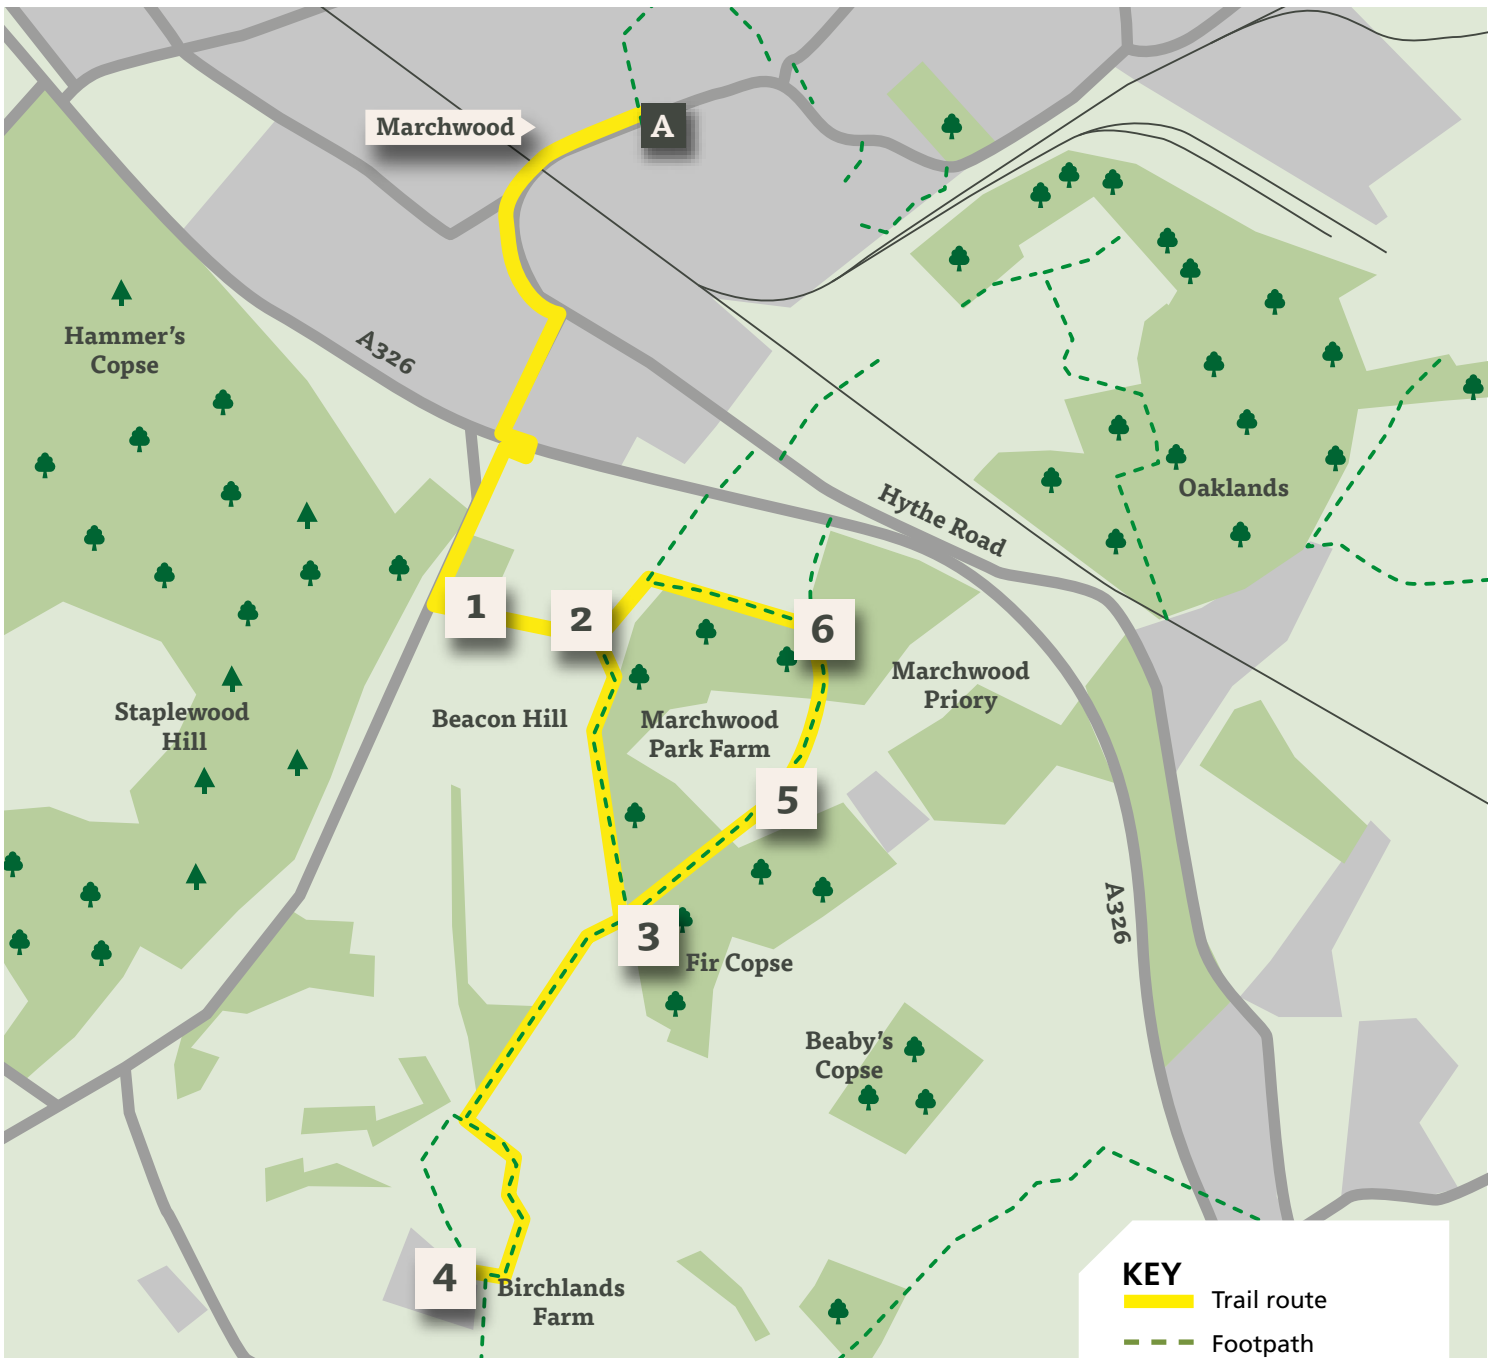 Marchwood
A
Hammer's
Copse
A326
Oaklands
Hythe Road
1
2
6
Marchwood
Priory
Staplewood
Hill
Beacon Hill
Marchwood
Park Farm
5
A326
3
Fir Copse
Beaby's
Copse
4
Birchlands
Farm
KEY
Trail route
Footpath